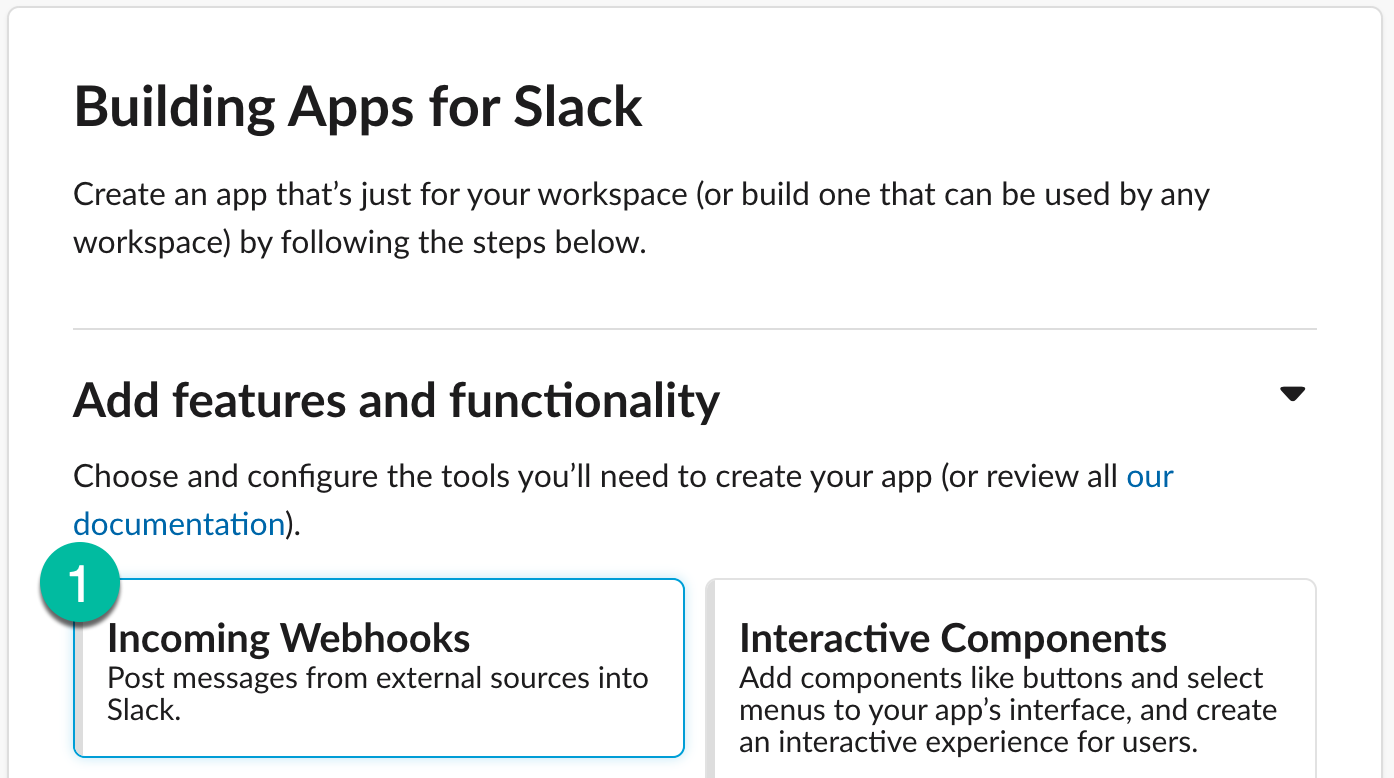 Building Apps for Slack
Create an app that’s just for your workspace (or build one that can be used by any
workspace) by following the steps below.
Add features and functionality
Choose and configure the tools you’ll need to create your app (or review all our
documentation).
1
Incoming Webhooks
Post messages from external sources into
Slack.
Interactive Components
Add components like buttons and select
menus to your app’s interface, and create
an interactive experience for users.